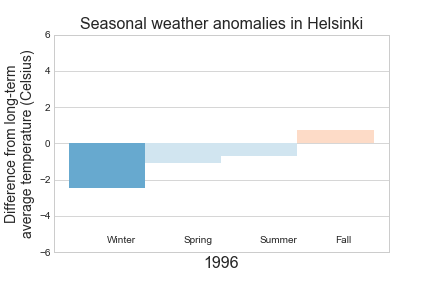 Seasonal weather anomalies in Helsinki
Difference from long-term
average temperature (Celsius)
6
4
2
0
−2
−4
−6
Winter Spring Summer Fall
1996